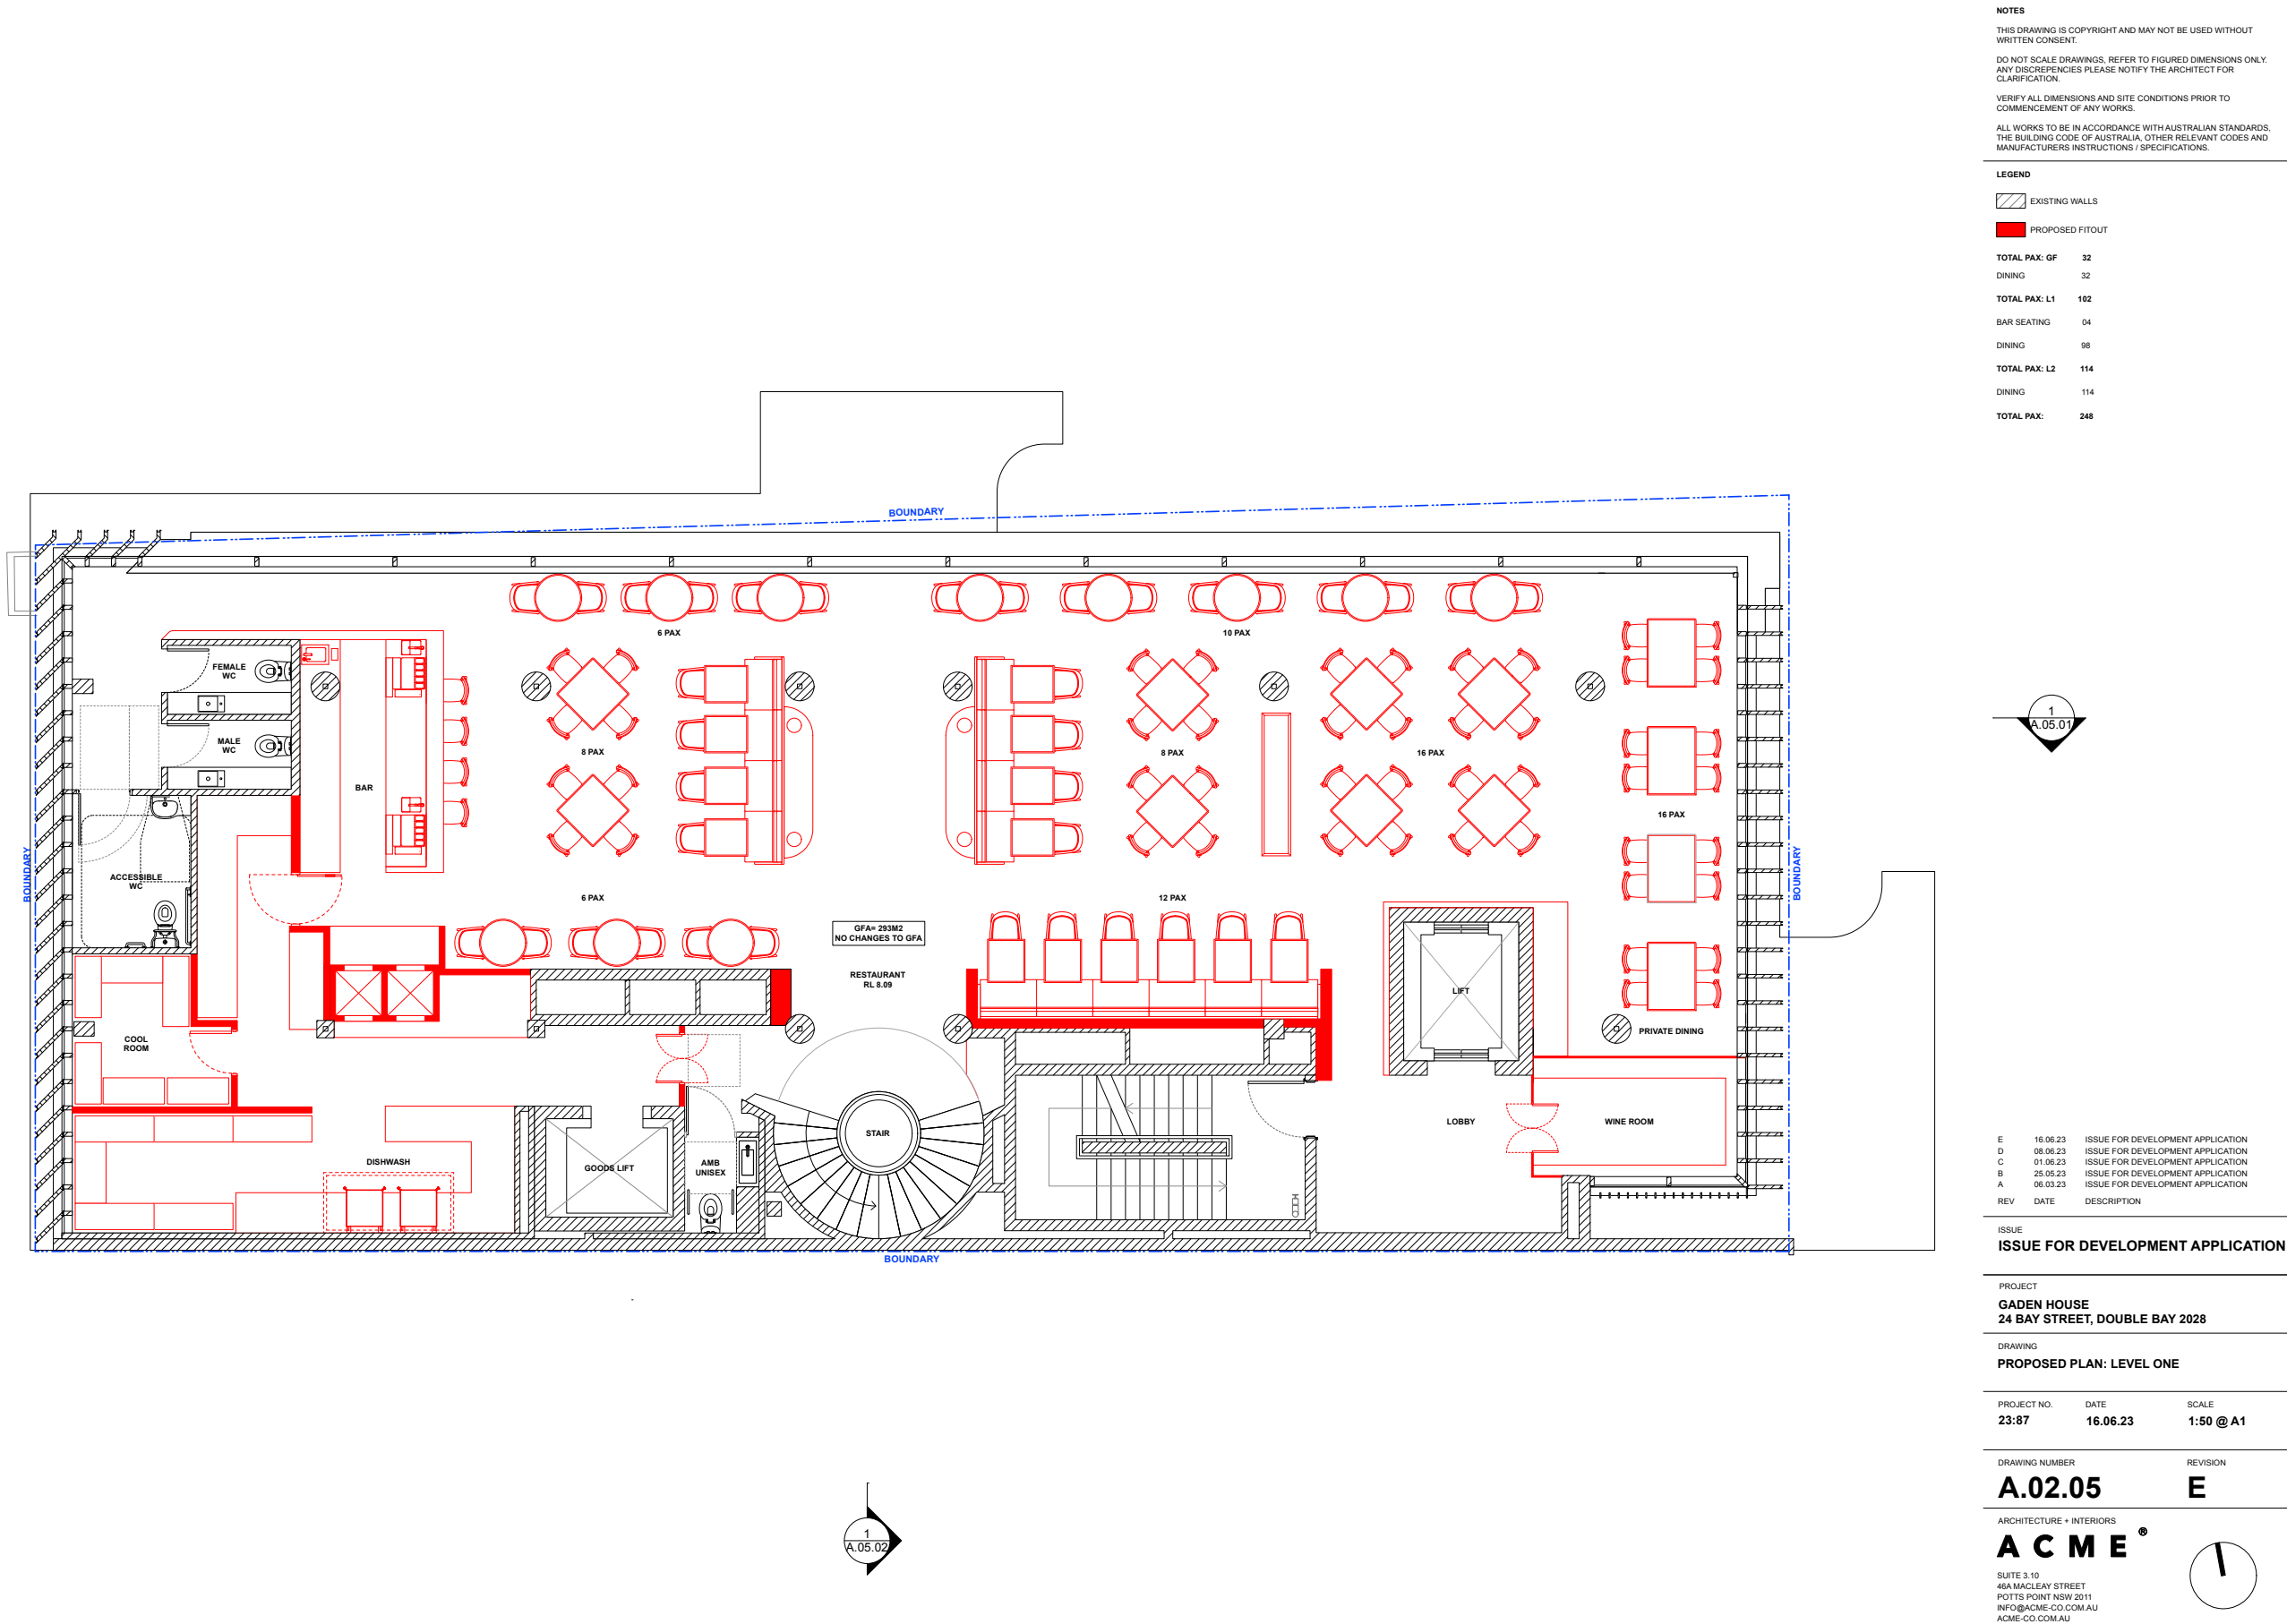 NOTES
THIS DRAWING IS COPYRIGHT AND MAY NOT BE USED WITHOUT
WRITTEN CONSENT.
DO NOT SCALE DRAWINGS, REFER TO FIGURED DIMENSIONS ONLY.
ANY DISCREPENCIES PLEASE NOTIFY THE ARCHITECT FOR
CLARIFICATION.
VERIFY ALL DIMENSIONS AND SITE CONDITIONS PRIOR TO
COMMENCEMENT OF ANY WORKS.
ALL WORKS TO BE IN ACCORDANCE WITH AUSTRALIAN STANDARDS,
THE BUILDING CODE OF AUSTRALIA, OTHER RELEVANT CODES AND
MANUFACTURERS INSTRUCTIONS / SPECIFICATIONS.
LEGEND
EXISTING WALLS
PROPOSED FITOUT
TOTAL PAX: GF 32
DINING 32
TOTAL PAX: L1 102
BAR SEATING 04
DINING 98
TOTAL PAX: L2 114
DINING 114
TOTAL PAX: 248
BOUNDARY
6 PAX
10 PAX
FEMALE
WC
MALE
WC
BAR
8 PAX
8 PAX
16 PAX
16 PAX
1
A.05.01
BOUNDARY
BOUNDARY
ACCESSIBLE
WC
6 PAX
12 PAX
GFA= 293M2
NO CHANGES TO GFA
RESTAURANT
RL 8.09
LIFT
PRIVATE DINING
COOL
ROOM
STAIR
LOBBY
WINE ROOM
DISHWASH
GOODS LIFT
AMB
UNISEX
BOUNDARY
1
A.05.02
E 16.06.23 ISSUE FOR DEVELOPMENT APPLICATION
D 08.06.23 ISSUE FOR DEVELOPMENT APPLICATION
C 01.06.23 ISSUE FOR DEVELOPMENT APPLICATION
B 25.05.23 ISSUE FOR DEVELOPMENT APPLICATION
A 06.03.23 ISSUE FOR DEVELOPMENT APPLICATION
REV DATE DESCRIPTION
ISSUE
ISSUE FOR DEVELOPMENT APPLICATION
PROJECT
GADEN HOUSE
24 BAY STREET, DOUBLE BAY 2028
DRAWING
PROPOSED PLAN: LEVEL ONE
PROJECT NO. DATE SCALE
23:87 16.06.23 1:50 @ A1
DRAWING NUMBER REVISION
A.02.05 E
ARCHITECTURE + INTERIORS
ACME ®
SUITE 3.10
46A MACLEAY STREET
POTTS POINT NSW 2011
INFO@ACME-CO.COM.AU
ACME-CO.COM.AU